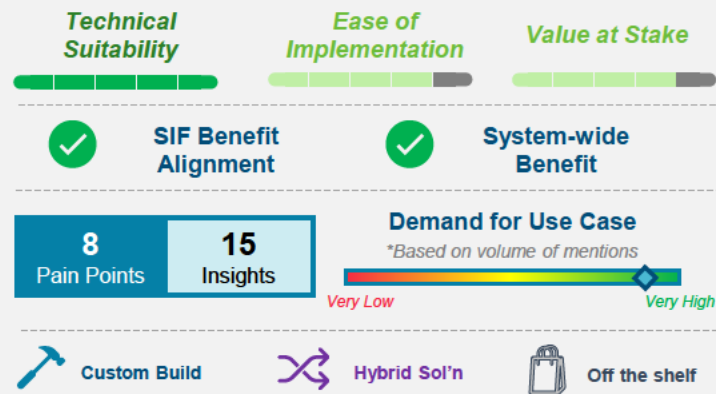 Technical
Suitability
Ease of
Implementation
Value at Stake
SIF Benefit
Alignment
System-wide
Benefit
8
Pain Points
15
Insights
Demand for Use Case
*Based on volume of mentions
Very Low
Very High
Custom Build
Hybrid Sol'n
Off the shelf